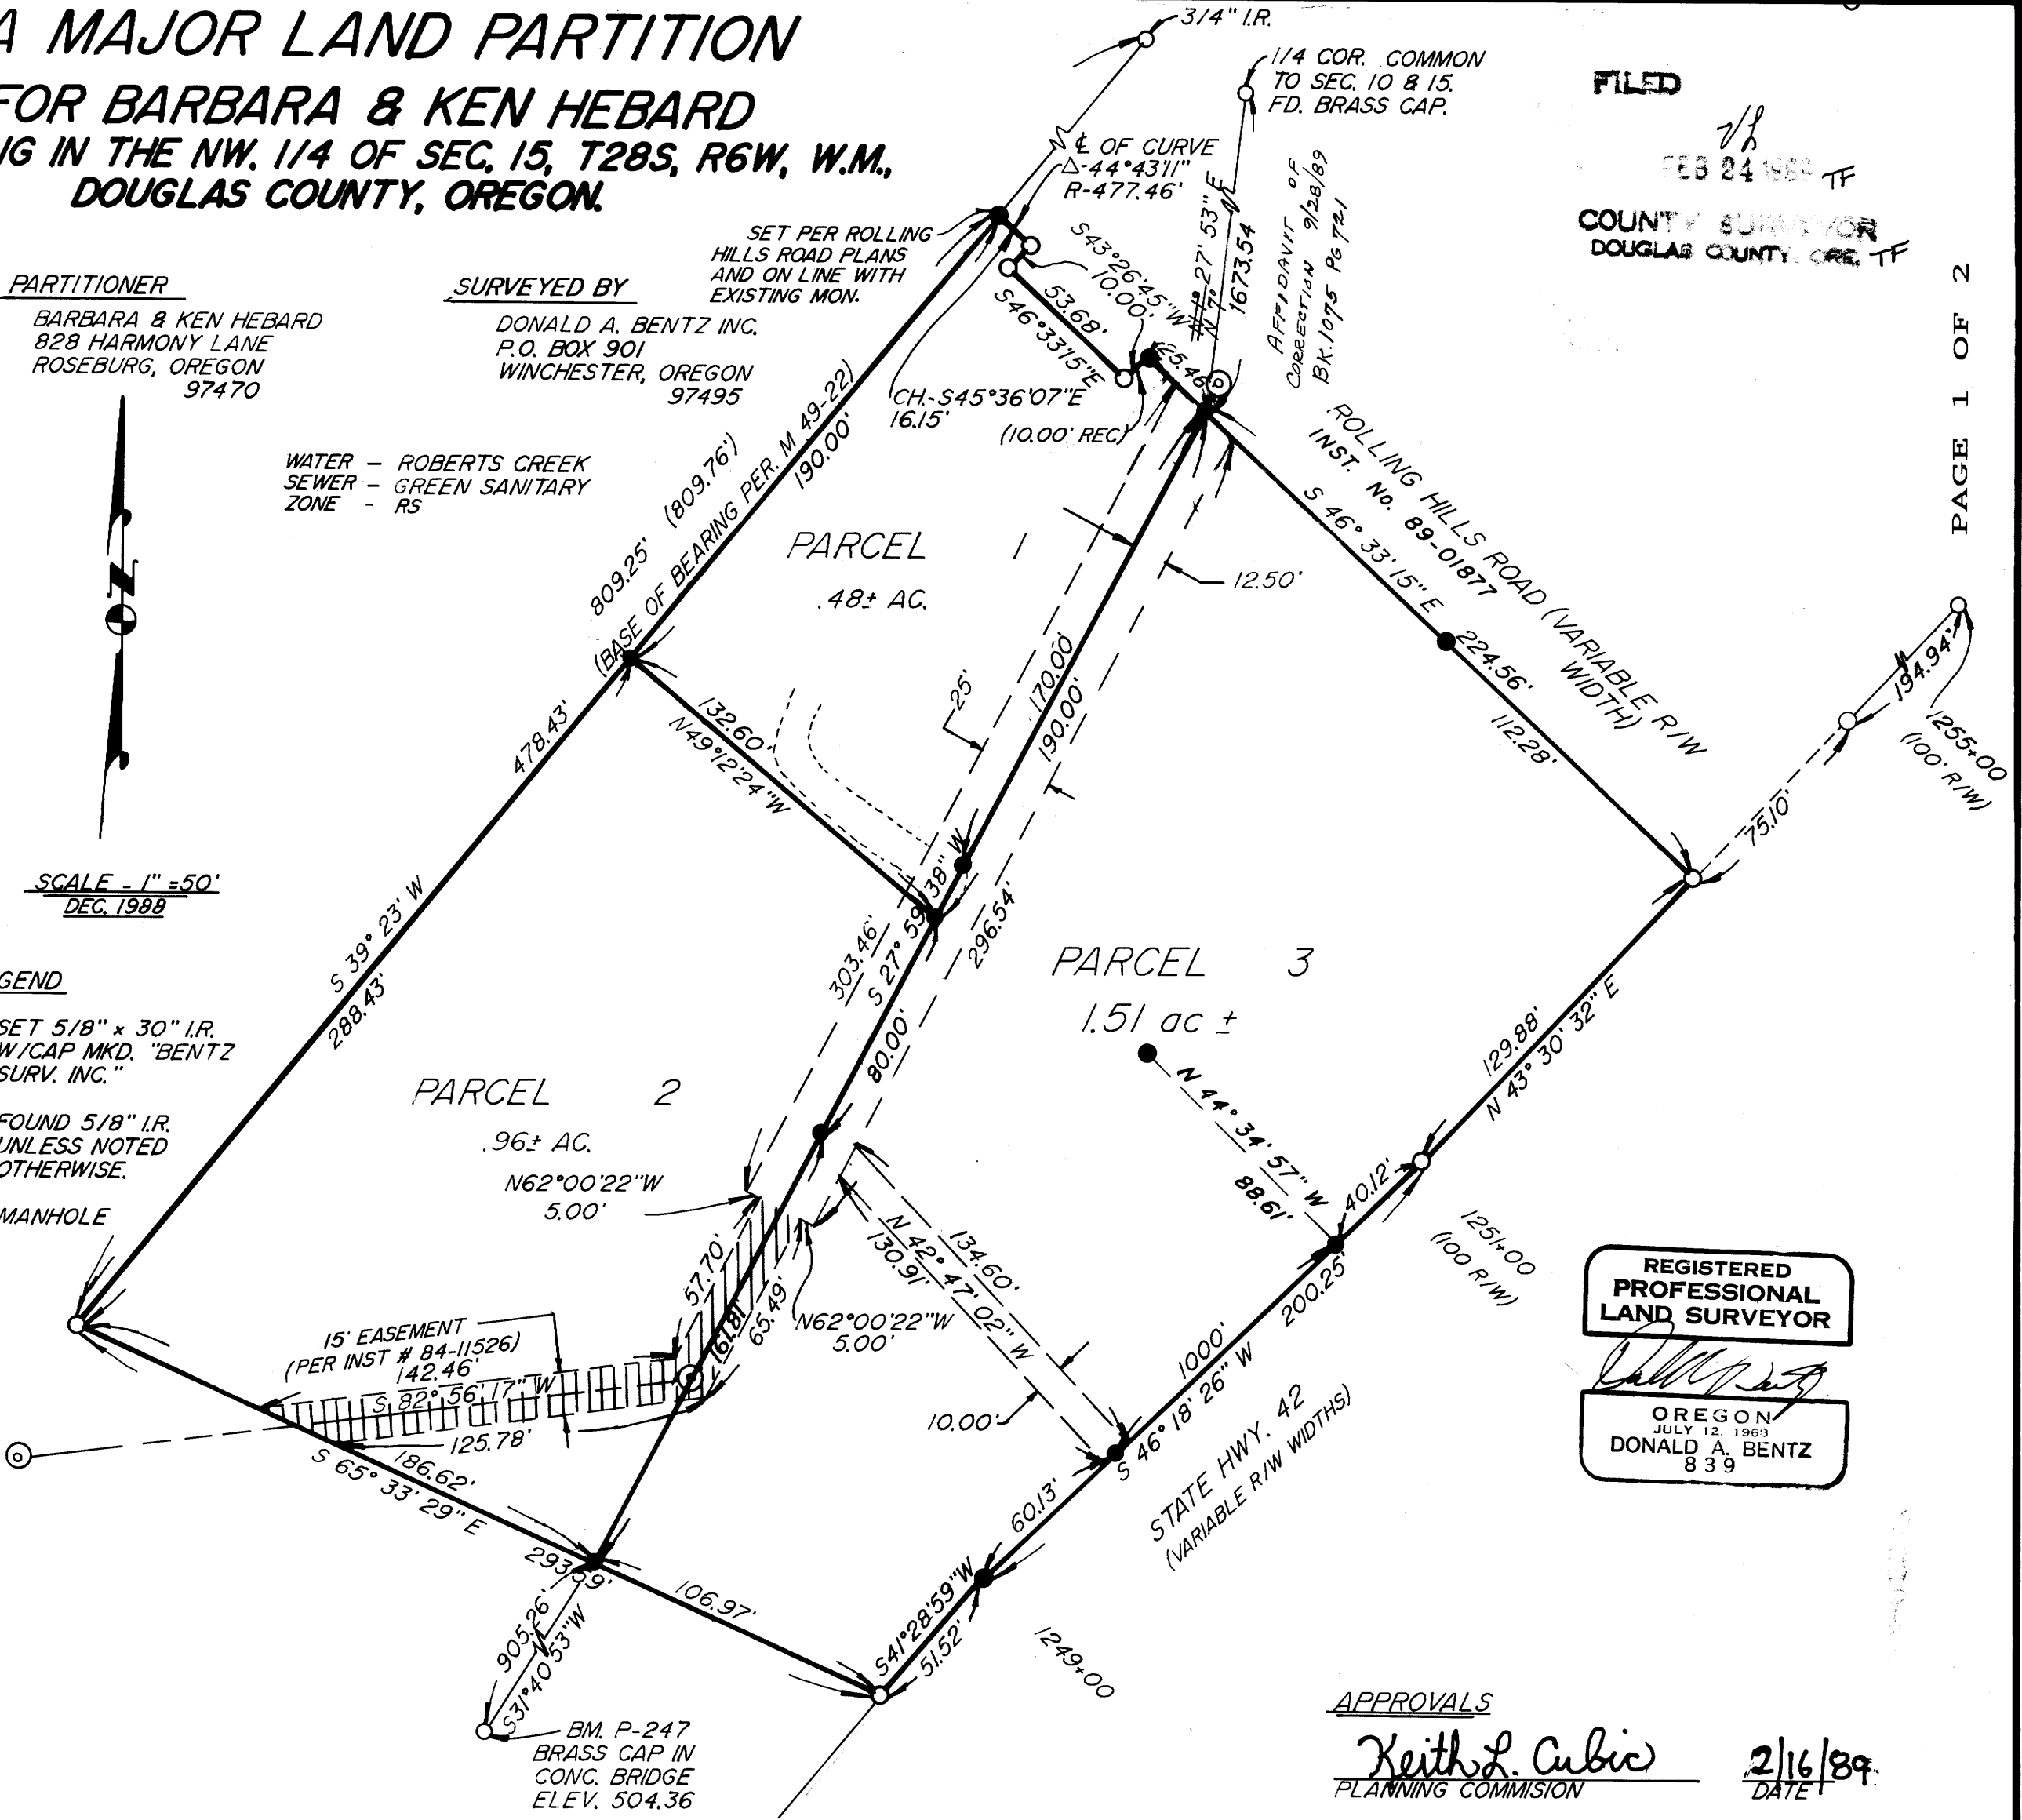 A MAJOR LAND PARTITION
FOR BARBARA & KEN HEBARD
NG IN THE NW. 1/4 OF SEC. 15, T28S, R6W, W.M.,
DOUGLAS COUNTY, OREGON.
PARTITIONER
BARBARA & KEN HEBARD
828 HARMONY LANE
ROSEBURG, OREGON
97470
SURVEYED BY
DONALD A. BENTZ INC.
P.O. BOX 901
WINCHESTER, OREGON
97495
SET PER ROLLING
HILLS ROAD PLANS
AND ON LINE WITH
EXISTING MON.
WATER - ROBERTS CREEK
SEWER - GREEN SANITARY
ZONE - RS
3/4" I.R.
1/4 COR. COMMON
TO SEC. 10 & 15.
FD. BRASS CAP.
℄ OF CURVE
Δ-44°43'11"
R-477.46'
S43°26'45"W
10.00'
53.68'
S46°33'15"E
25.46'
CH.-S45°36'07"E
16.15'
(10.00' REC)
N 7° 27' 53" E
1673.54
AFFIDAVIT OF
CORRECTION 9/28/89
BK.1075 PG 721
FILED
FEB 24 TF
COUNTY SURVEYOR
DOUGLAS COUNTY, ORE. TF
PAGE 1 OF 2
ROLLING HILLS ROAD (VARIABLE R/W
WIDTH)
INST. No. 89-01877
S 46° 33' 15" E
224.56'
112.28'
194.94'
1255+00
(100' R/W)
75.10'
809.25' (809.76')
(BASE OF BEARING PER. M 49-22)
190.00'
PARCEL 1
.48± AC.
12.50'
25'
170.00'
190.00'
132.60'
N49°12'24"W
478.43'
S 39° 23' W
288.43'
303.46'
S 27° 59' 38" W
296.54'
80.00'
SCALE - 1" =50'
DEC. 1988
GEND
SET 5/8" x 30" I.R.
W/CAP MKD. "BENTZ
SURV. INC."
FOUND 5/8" I.R.
UNLESS NOTED
OTHERWISE.
MANHOLE
PARCEL 3
1.51 ac ±
N 44° 34' 57" W
88.61'
129.88'
N 43° 30' 32" E
40.12'
1251+00
(100 R/W)
PARCEL 2
.96± AC.
N62°00'22"W
5.00'
57.70'
161.81'
65.49'
N62°00'22"W
5.00'
134.60'
N 42° 47' 02" W
130.91'
10.00'
200.25'
1000'
S 46° 18' 26" W
STATE HWY. 42
(VARIABLE R/W WIDTHS)
15' EASEMENT
(PER INST # 84-11526)
142.46'
S 82° 56' 17" W
125.78'
186.62'
S 65° 33' 29" E
293.59'
106.97'
60.13'
S41°28'59"W
51.52'
1249+00
905.26'
S31°40'53"W
BM. P-247
BRASS CAP IN
CONC. BRIDGE
ELEV. 504.36
REGISTERED
PROFESSIONAL
LAND SURVEYOR
OREGON
JULY 12, 1963
DONALD A. BENTZ
839
APPROVALS
Keith L. Cubic
PLANNING COMMISION
2/16/89
DATE